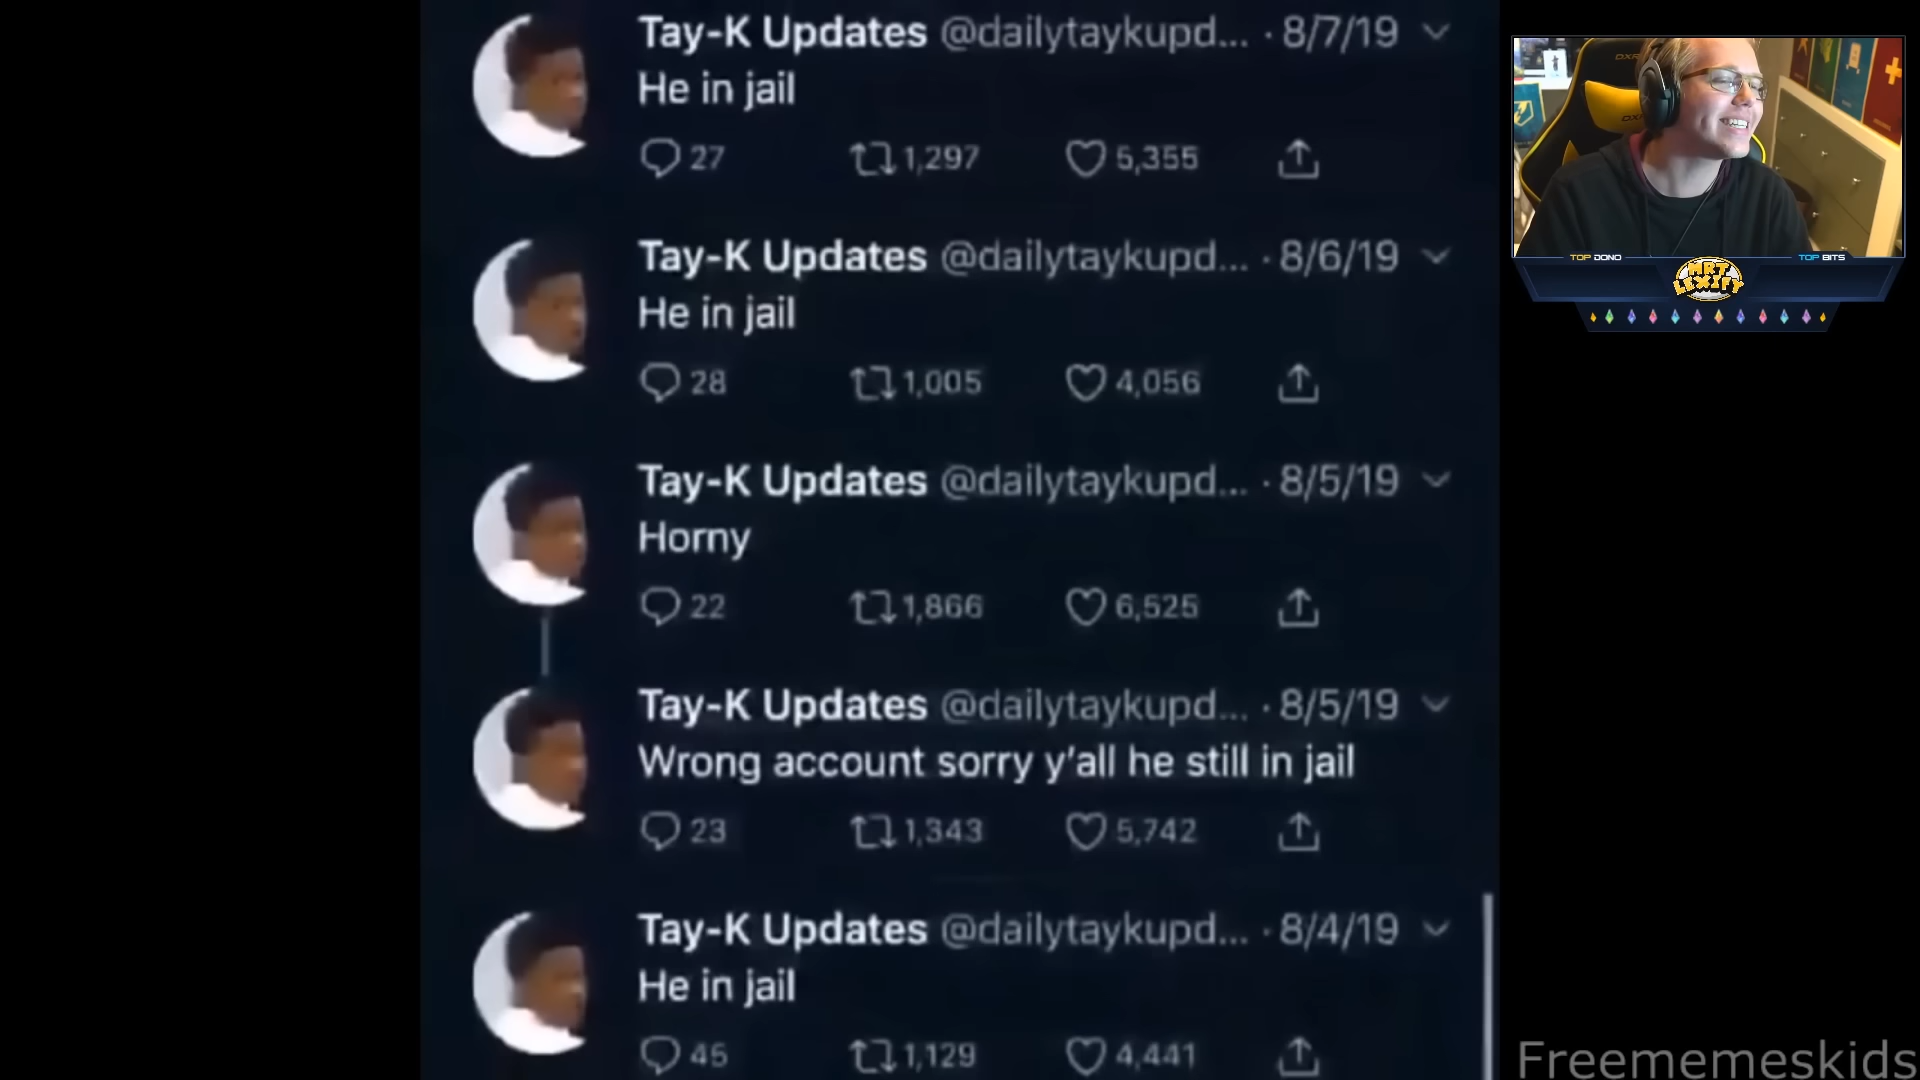 Tay-K Updates @dailytaykupd... · 8/7/19
He in jail
27 1,297 5,355
Tay-K Updates @dailytaykupd... · 8/6/19
He in jail
28 1,005 4,056
Tay-K Updates @dailytaykupd... · 8/5/19
Horny
22 1,866 6,525
Tay-K Updates @dailytaykupd... · 8/5/19
Wrong account sorry y'all he still in jail
23 1,343 5,742
Tay-K Updates @dailytaykupd... · 8/4/19
He in jail
45 1,129 4,441
TOP DONO
TOP BITS
MRT
LEXIFY
Freememeskids